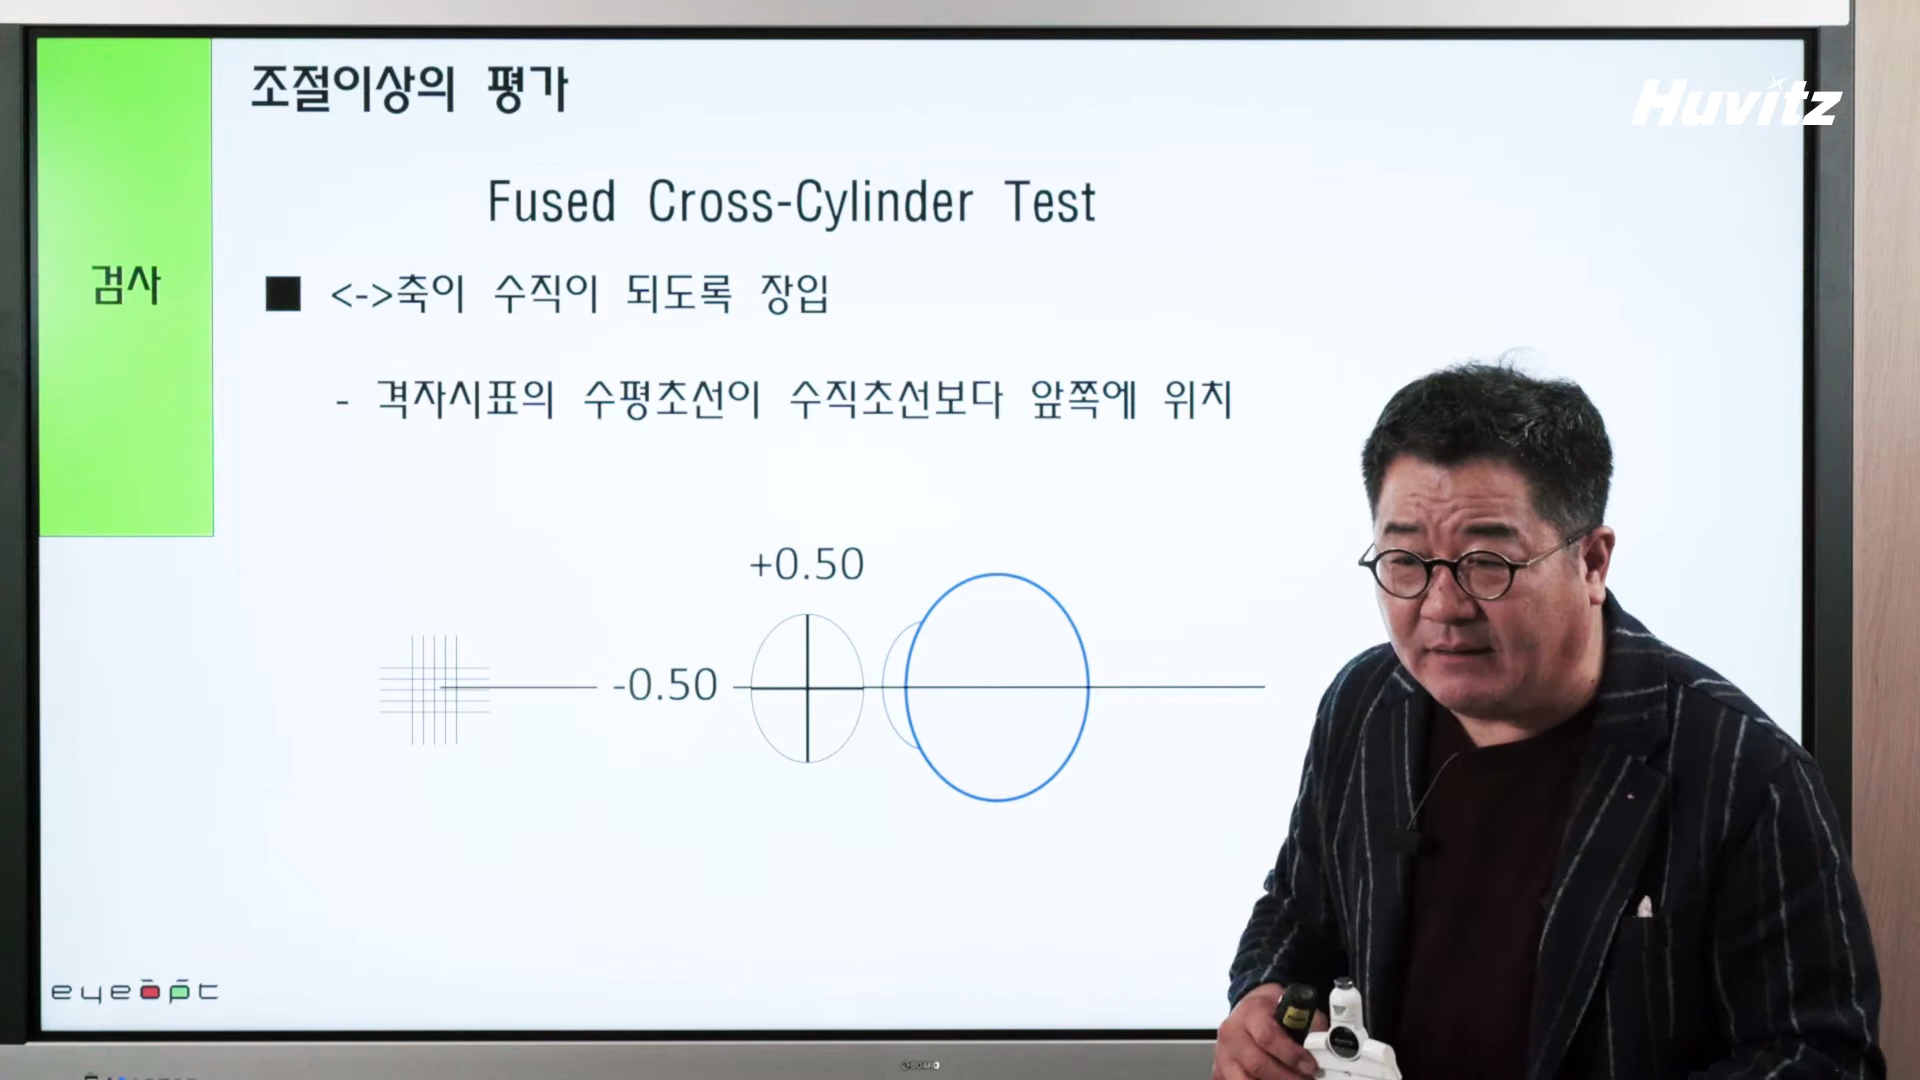 조절이상의 평가
Huvitz
Fused Cross-Cylinder Test
검사
■ <->축이 수직이 되도록 장입
- 격자시표의 수평초선이 수직초선보다 앞쪽에 위치
+0.50
-0.50
eyeopt